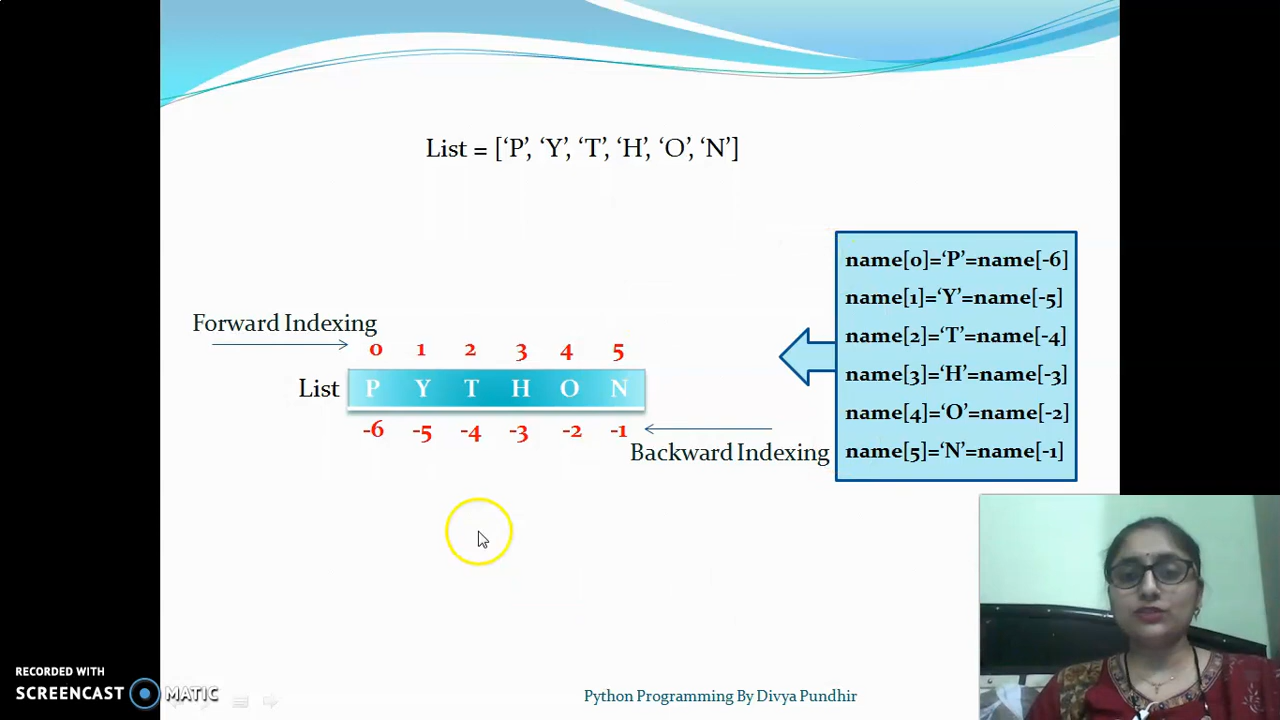 List = [‘P’, ‘Y’, ‘T’, ‘H’, ‘O’, ‘N’]
name[0]=‘P’=name[-6]
name[1]=‘Y’=name[-5]
name[2]=‘T’=name[-4]
name[3]=‘H’=name[-3]
name[4]=‘O’=name[-2]
name[5]=‘N’=name[-1]
Forward Indexing
0 1 2 3 4 5
List P Y T H O N
-6 -5 -4 -3 -2 -1
Backward Indexing
RECORDED WITH
SCREENCAST MATIC
Python Programming By Divya Pundhir